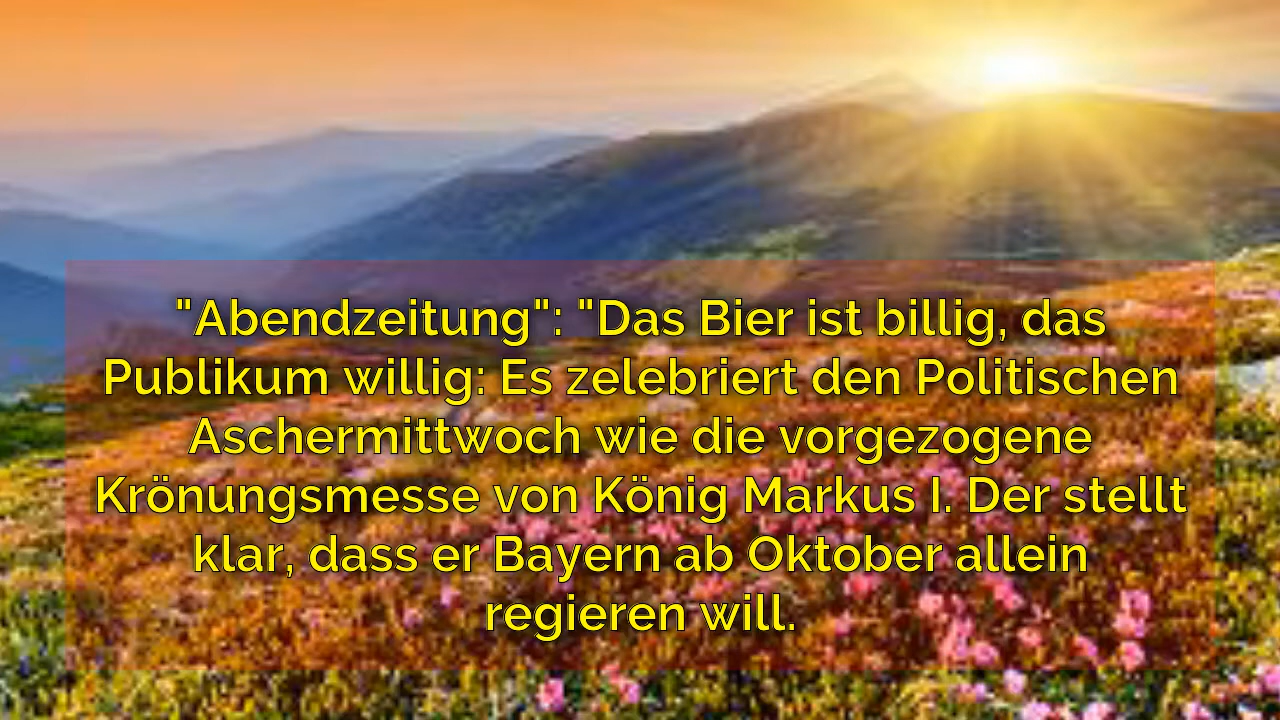 "Abendzeitung": "Das Bier ist billig, das
Publikum willig: Es zelebriert den Politischen
Aschermittwoch wie die vorgezogene
Krönungsmesse von König Markus I. Der stellt
klar, dass er Bayern ab Oktober allein
regieren will.